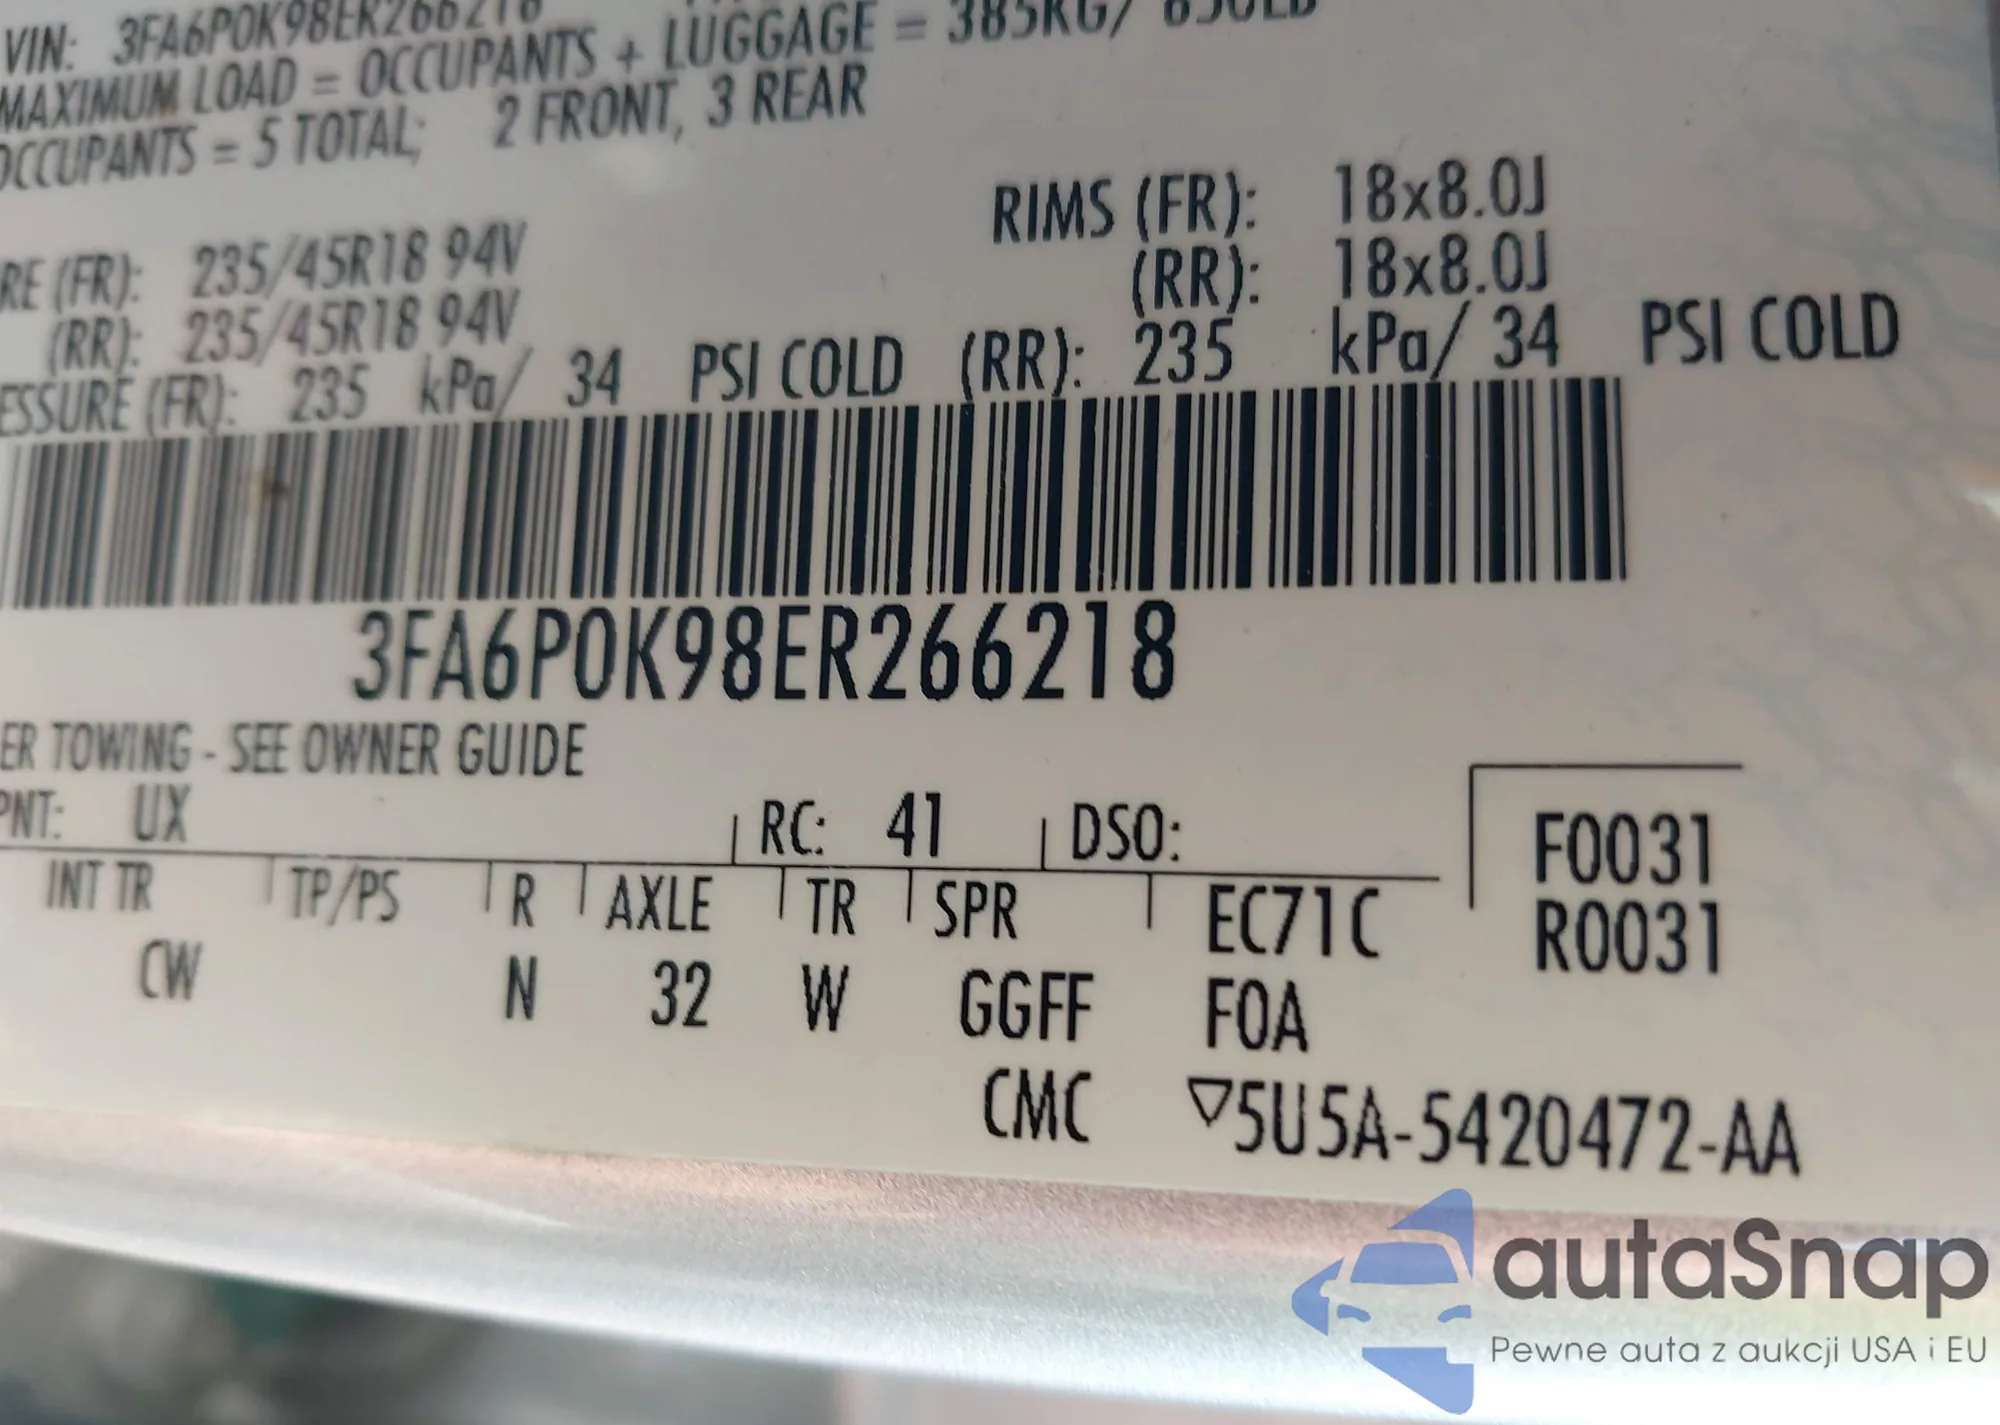 VIN: 3FA6P0K98ER266218
MAXIMUM LOAD = OCCUPANTS + LUGGAGE = 385KG/ 850LB
OCCUPANTS = 5 TOTAL; 2 FRONT, 3 REAR
RIMS (FR): 18x8.0J
RE (FR): 235/45R18 94V
(RR): 18x8.0J
(RR): 235/45R18 94V
ESSURE (FR): 235 kPa/ 34 PSI COLD (RR): 235 kPa/ 34 PSI COLD
3FA6P0K98ER266218
ER TOWING - SEE OWNER GUIDE
PNT: UX RC: 41 DSO:
F0031
INT TR TP/PS R AXLE TR SPR EC71C
R0031
CW N 32 W GGFF F0A
CMC ▽5U5A-5420472-AA
autaSnap
Pewne auta z aukcji USA i EU